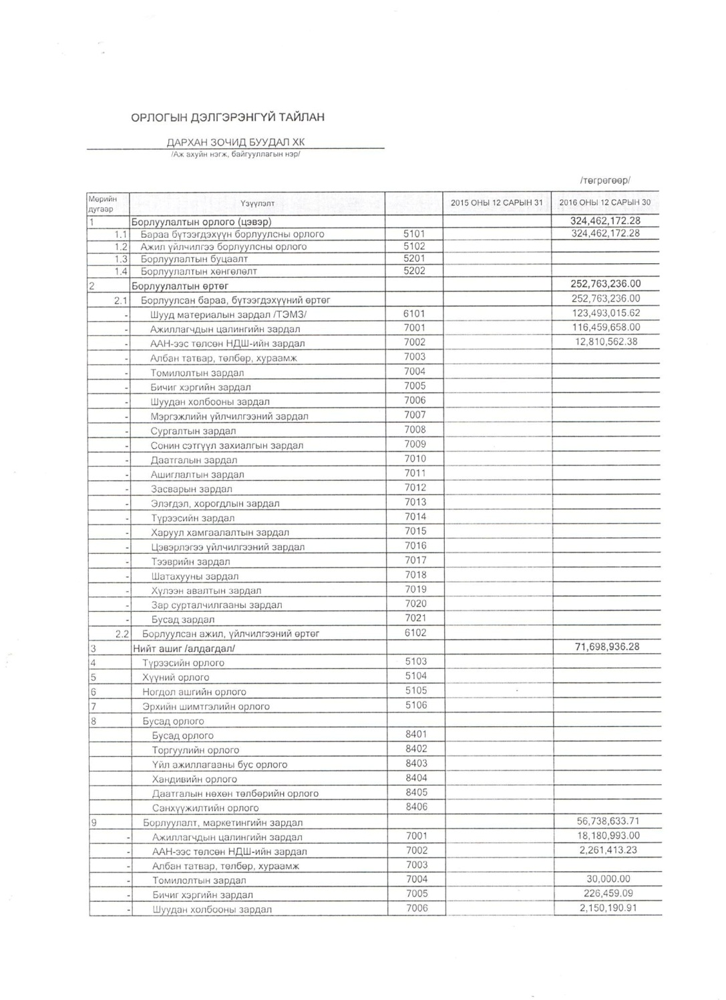 ОРЛОГЫН ДЭЛГЭРЭНГҮЙ ТАЙЛАН
ДАРХАН ЗОЧИД БУУДАЛ ХК
/Аж ахуйн нэгж, байгууллагын нэр/
/төгрөгөөр/
Мөрийн дугаар Үзүүлэлт 2015 ОНЫ 12 САРЫН 31 2016 ОНЫ 12 САРЫН 30
1 Борлуулалтын орлого (цэвэр) 324,462,172.28
1.1 Бараа бүтээгдэхүүн борлуулсны орлого 5101 324,462,172.28
1.2 Ажил үйлчилгээ борлуулсны орлого 5102
1.3 Борлуулалтын буцаалт 5201
1.4 Борлуулалтын хөнгөлөлт 5202
2 Борлуулалтын өртөг 252,763,236.00
2.1 Борлуулсан бараа, бүтээгдэхүүний өртөг 252,763,236.00
- Шууд материалын зардал /ТЭМЗ/ 6101 123,493,015.62
- Ажиллагчдын цалингийн зардал 7001 116,459,658.00
- ААН-ээс төлсөн НДШ-ийн зардал 7002 12,810,562.38
- Албан татвар, төлбөр, хураамж 7003
- Томилолтын зардал 7004
- Бичиг хэргийн зардал 7005
- Шуудан холбооны зардал 7006
- Мэргэжлийн үйлчилгээний зардал 7007
- Сургалтын зардал 7008
- Сонин сэтгүүл захиалгын зардал 7009
- Даатгалын зардал 7010
- Ашиглалтын зардал 7011
- Засварын зардал 7012
- Элэгдэл, хорогдлын зардал 7013
- Түрээсийн зардал 7014
- Харуул хамгаалалтын зардал 7015
- Цэвэрлэгээ үйлчилгээний зардал 7016
- Тээврийн зардал 7017
- Шатахууны зардал 7018
- Хүлээн авалтын зардал 7019
- Зар сурталчилгааны зардал 7020
- Бусад зардал 7021
2.2 Борлуулсан ажил, үйлчилгээний өртөг 6102
3 Нийт ашиг /алдагдал/ 71,698,936.28
4 Түрээсийн орлого 5103
5 Хүүний орлого 5104
6 Ногдол ашгийн орлого 5105
7 Эрхийн шимтгэлийн орлого 5106
8 Бусад орлого
Бусад орлого 8401
Торгуулийн орлого 8402
Үйл ажиллагааны бус орлого 8403
Хандивийн орлого 8404
Даатгалын нөхөн төлбөрийн орлого 8405
Санхүүжилтийн орлого 8406
9 Борлуулалт, маркетингийн зардал 56,738,633.71
- Ажиллагчдын цалингийн зардал 7001 18,180,993.00
- ААН-ээс төлсөн НДШ-ийн зардал 7002 2,261,413.23
- Албан татвар, төлбөр, хураамж 7003
- Томилолтын зардал 7004 30,000.00
- Бичиг хэргийн зардал 7005 226,459.09
- Шуудан холбооны зардал 7006 2,150,190.91